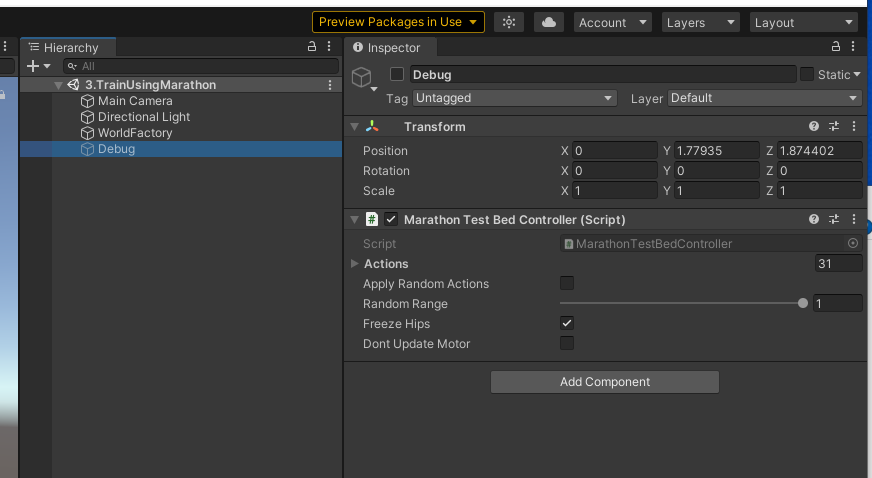 Preview Packages in Use
Account
Layers
Layout
Hierarchy
All
3.TrainUsingMarathon
Main Camera
Directional Light
WorldFactory
Debug
Inspector
Debug
Static
Tag Untagged Layer Default
Transform
Position X 0 Y 1.77935 Z 1.874402
Rotation X 0 Y 0 Z 0
Scale X 1 Y 1 Z 1
# Marathon Test Bed Controller (Script)
Script # MarathonTestBedController
Actions 31
Apply Random Actions
Random Range 1
Freeze Hips
Dont Update Motor
Add Component